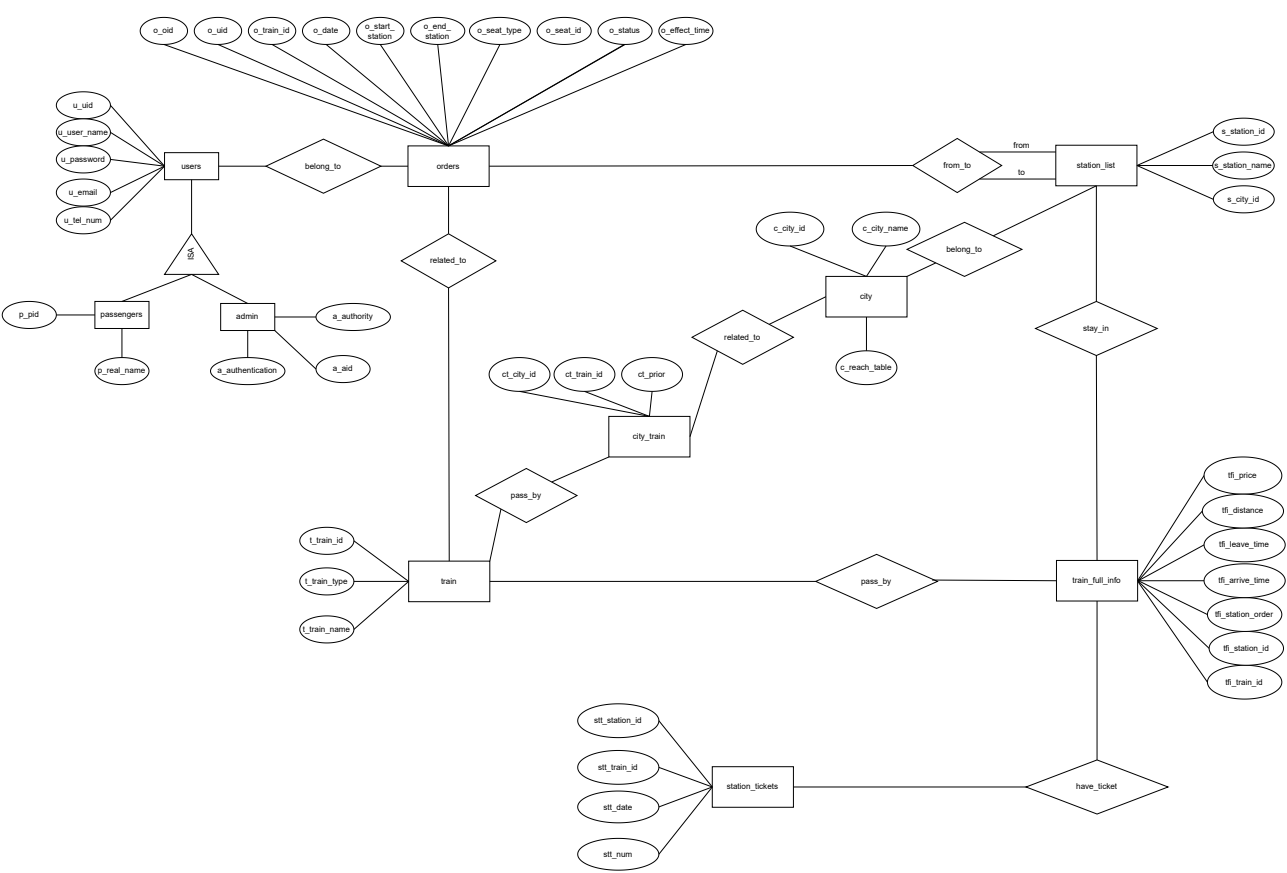 o_oid
o_uid
o_train_id
o_date
o_start_
station
o_end_
station
o_seat_type
o_seat_id
o_status
o_effect_time
u_uid
u_user_name
u_password
u_email
u_tel_num
users
belong_to
orders
from_to
from
to
station_list
s_station_id
s_station_name
s_city_id
ISA
related_to
c_city_id
c_city_name
belong_to
p_pid
passengers
admin
a_authority
city
p_real_name
a_authentication
a_aid
related_to
stay_in
c_reach_table
ct_city_id
ct_train_id
ct_prior
city_train
pass_by
tfi_price
tfi_distance
tfi_leave_time
tfi_arrive_time
tfi_station_order
tfi_station_id
tfi_train_id
t_train_id
t_train_type
t_train_name
train
pass_by
train_full_info
stt_station_id
stt_train_id
stt_date
stt_num
station_tickets
have_ticket